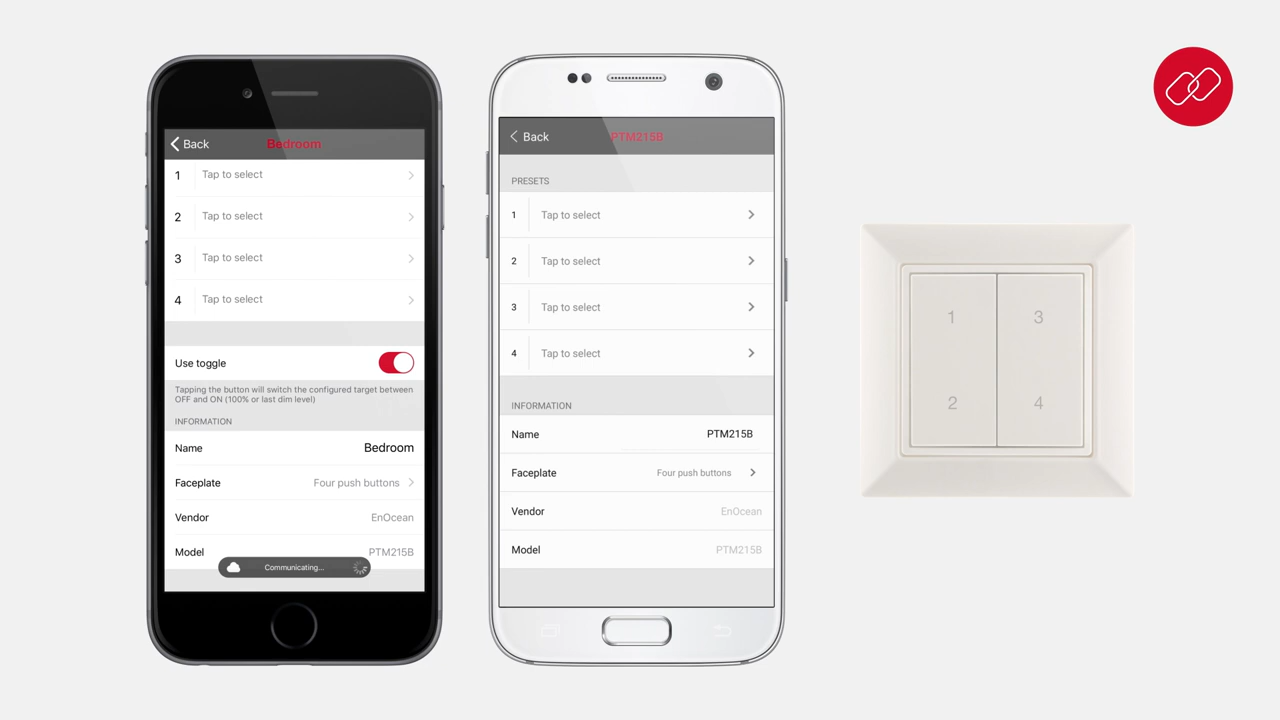 Back
Bedroom
1
Tap to select
2
Tap to select
3
Tap to select
4
Tap to select
Use toggle
Tapping the button will switch the configured target between
OFF and ON (100% or last dim level)
INFORMATION
Name
Bedroom
Faceplate
Four push buttons
Vendor
EnOcean
Model
PTM215B
Communicating...
Back
PTM215B
PRESETS
1
Tap to select
2
Tap to select
3
Tap to select
4
Tap to select
INFORMATION
Name
PTM215B
Faceplate
Four push buttons
Vendor
EnOcean
Model
PTM215B
1
3
2
4